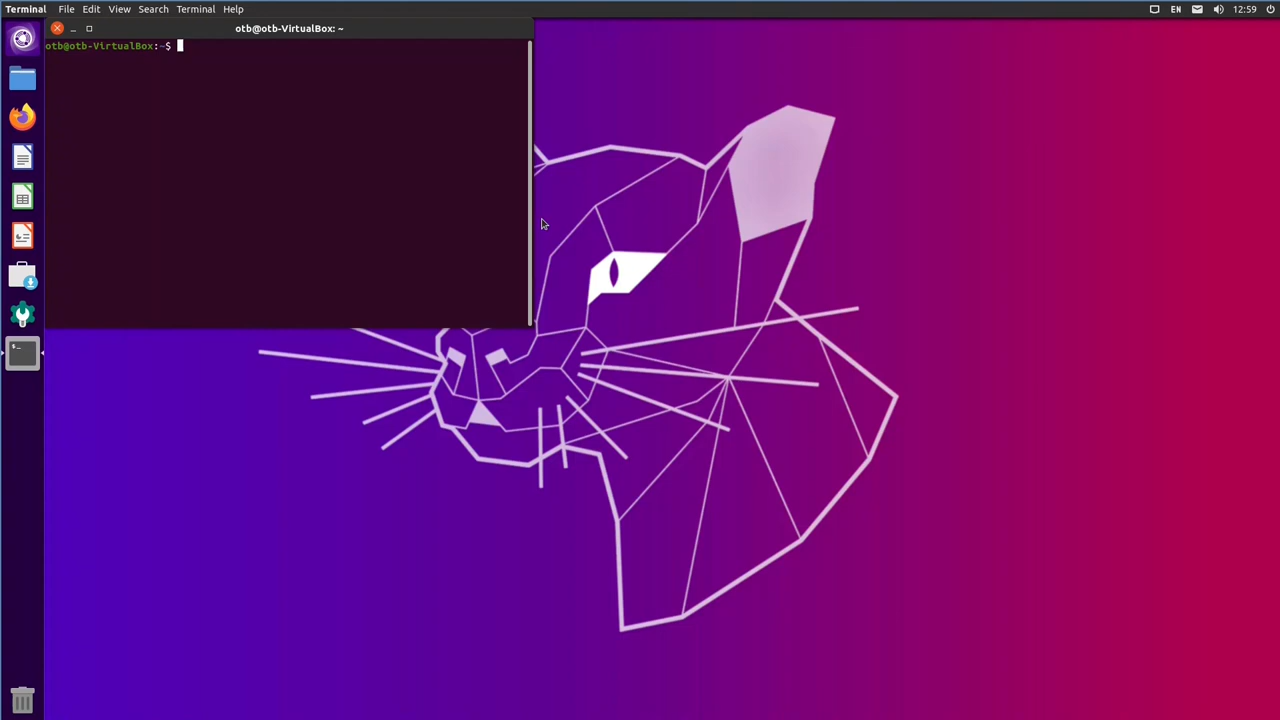 Terminal File Edit View Search Terminal Help EN 12:59
otb@otb-VirtualBox: ~
otb@otb-VirtualBox:~$